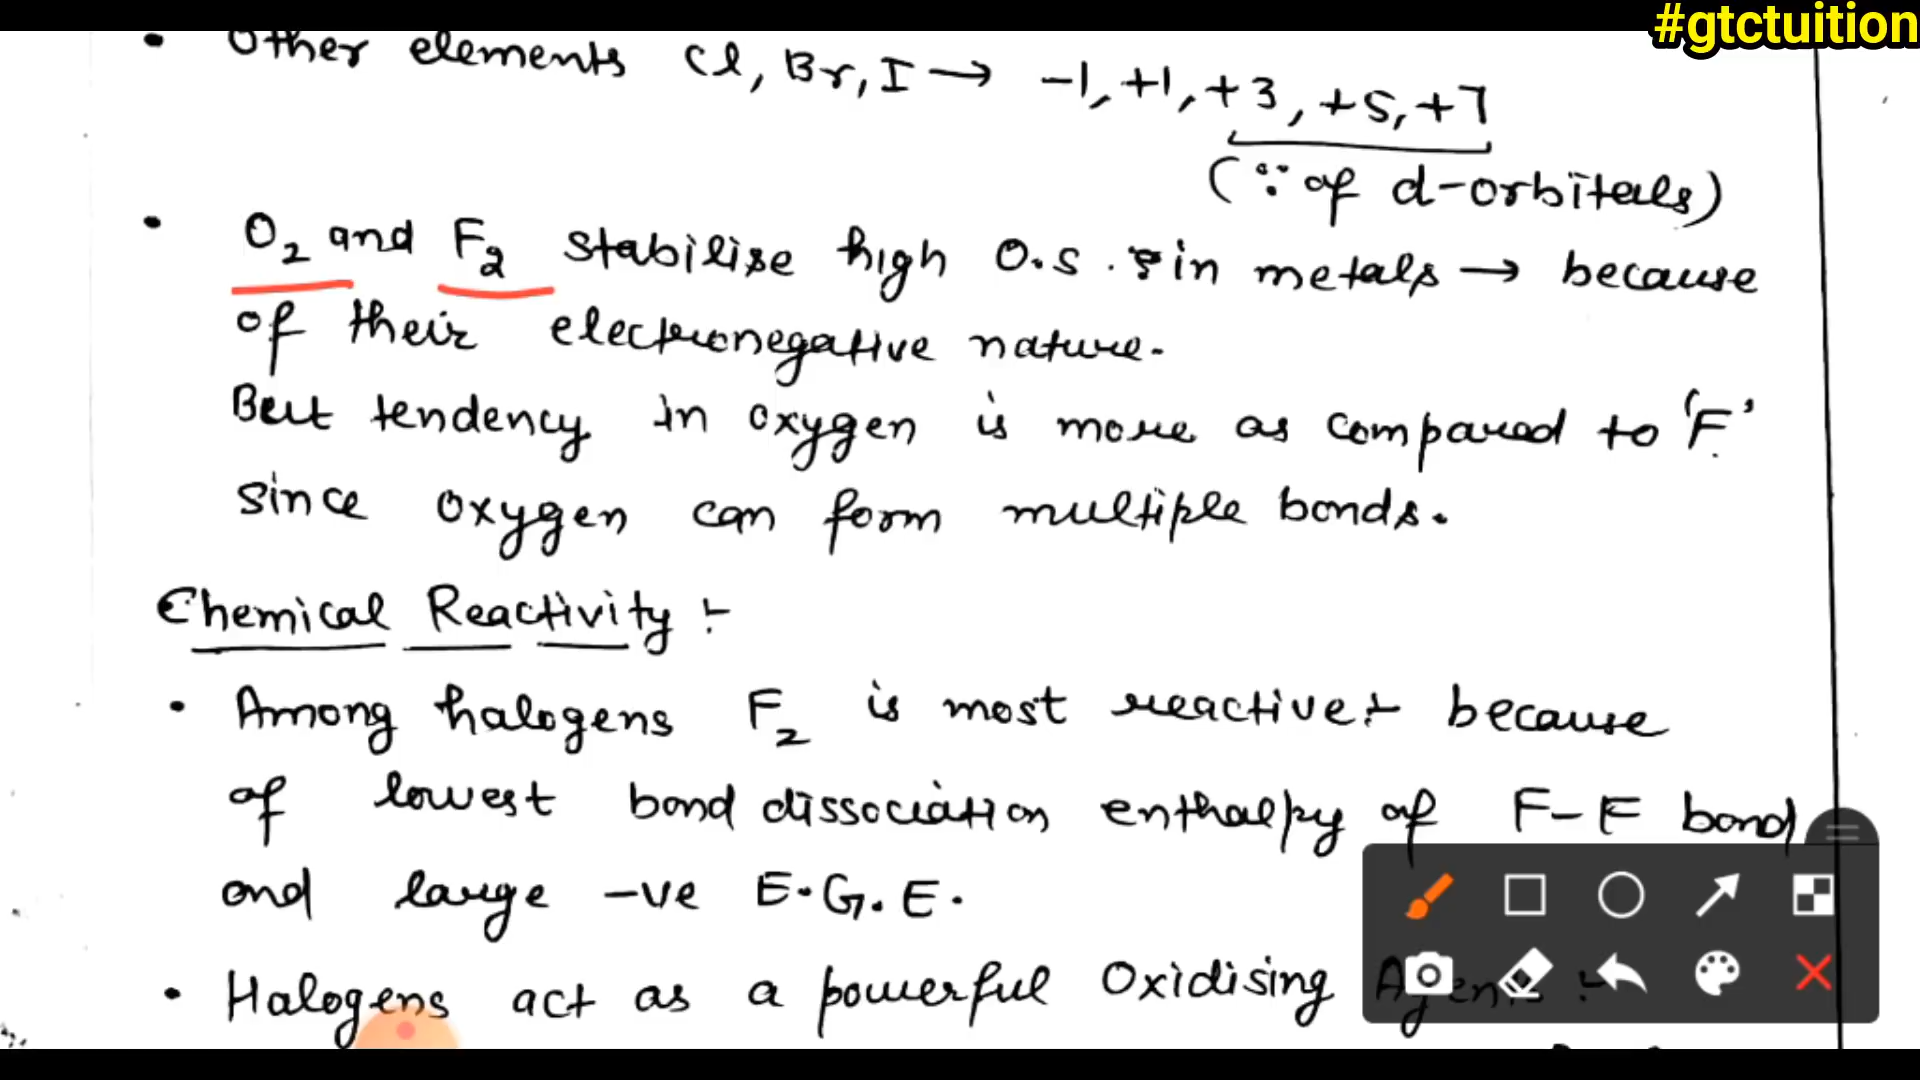 #gtctuition
• Other elements Cl, Br, I → -1, +1, +3, +5, +7
(∵ of d-orbitals)
• O2 and F2 stabilise high O.S. in metals → because
of their electronegative nature.
But tendency in oxygen is more as compared to 'F'
since oxygen can form multiple bonds.
Chemical Reactivity :-
• Among halogens F2 is most reactive :- because
of lowest bond dissociation enthalpy of F-F bond
and large -ve E.G.E.
• Halogens act as a powerful Oxidising Agent :-